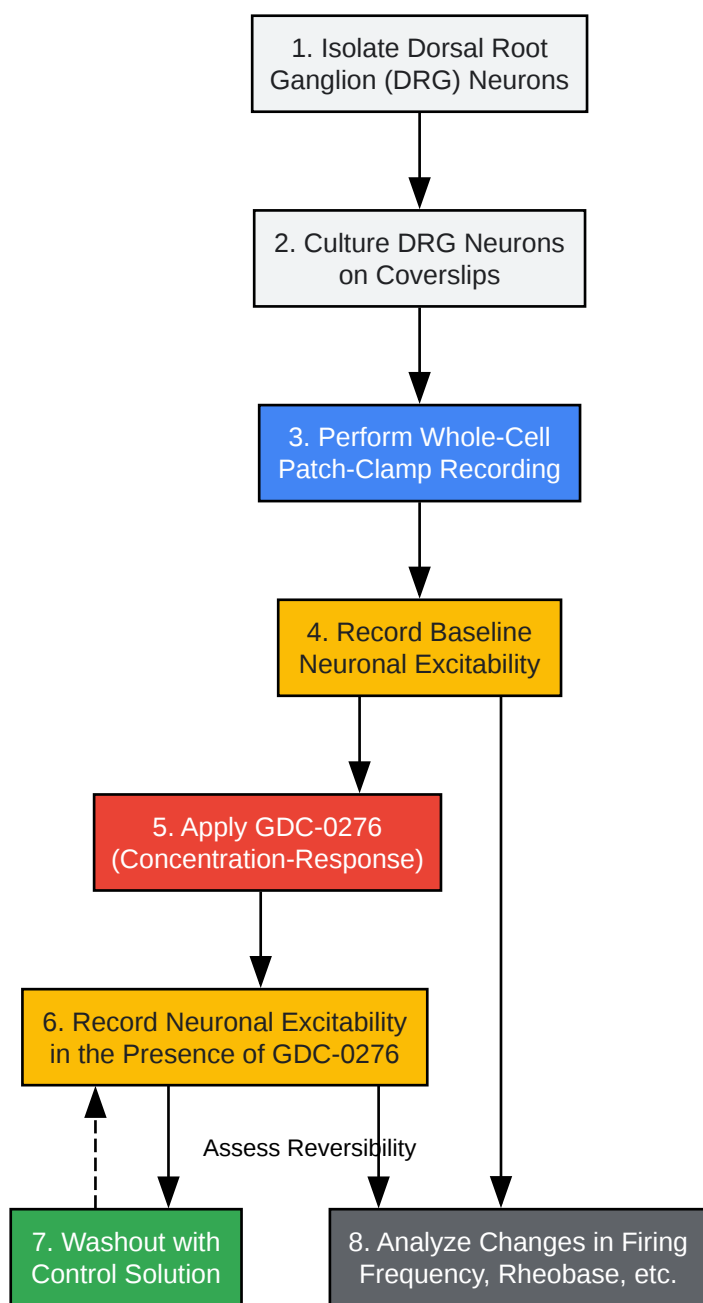 1. Isolate Dorsal Root
Ganglion (DRG) Neurons
2. Culture DRG Neurons
on Coverslips
3. Perform Whole-Cell
Patch-Clamp Recording
4. Record Baseline
Neuronal Excitability
5. Apply GDC-0276
(Concentration-Response)
6. Record Neuronal Excitability
in the Presence of GDC-0276
Assess Reversibility
7. Washout with
Control Solution
8. Analyze Changes in Firing
Frequency, Rheobase, etc.